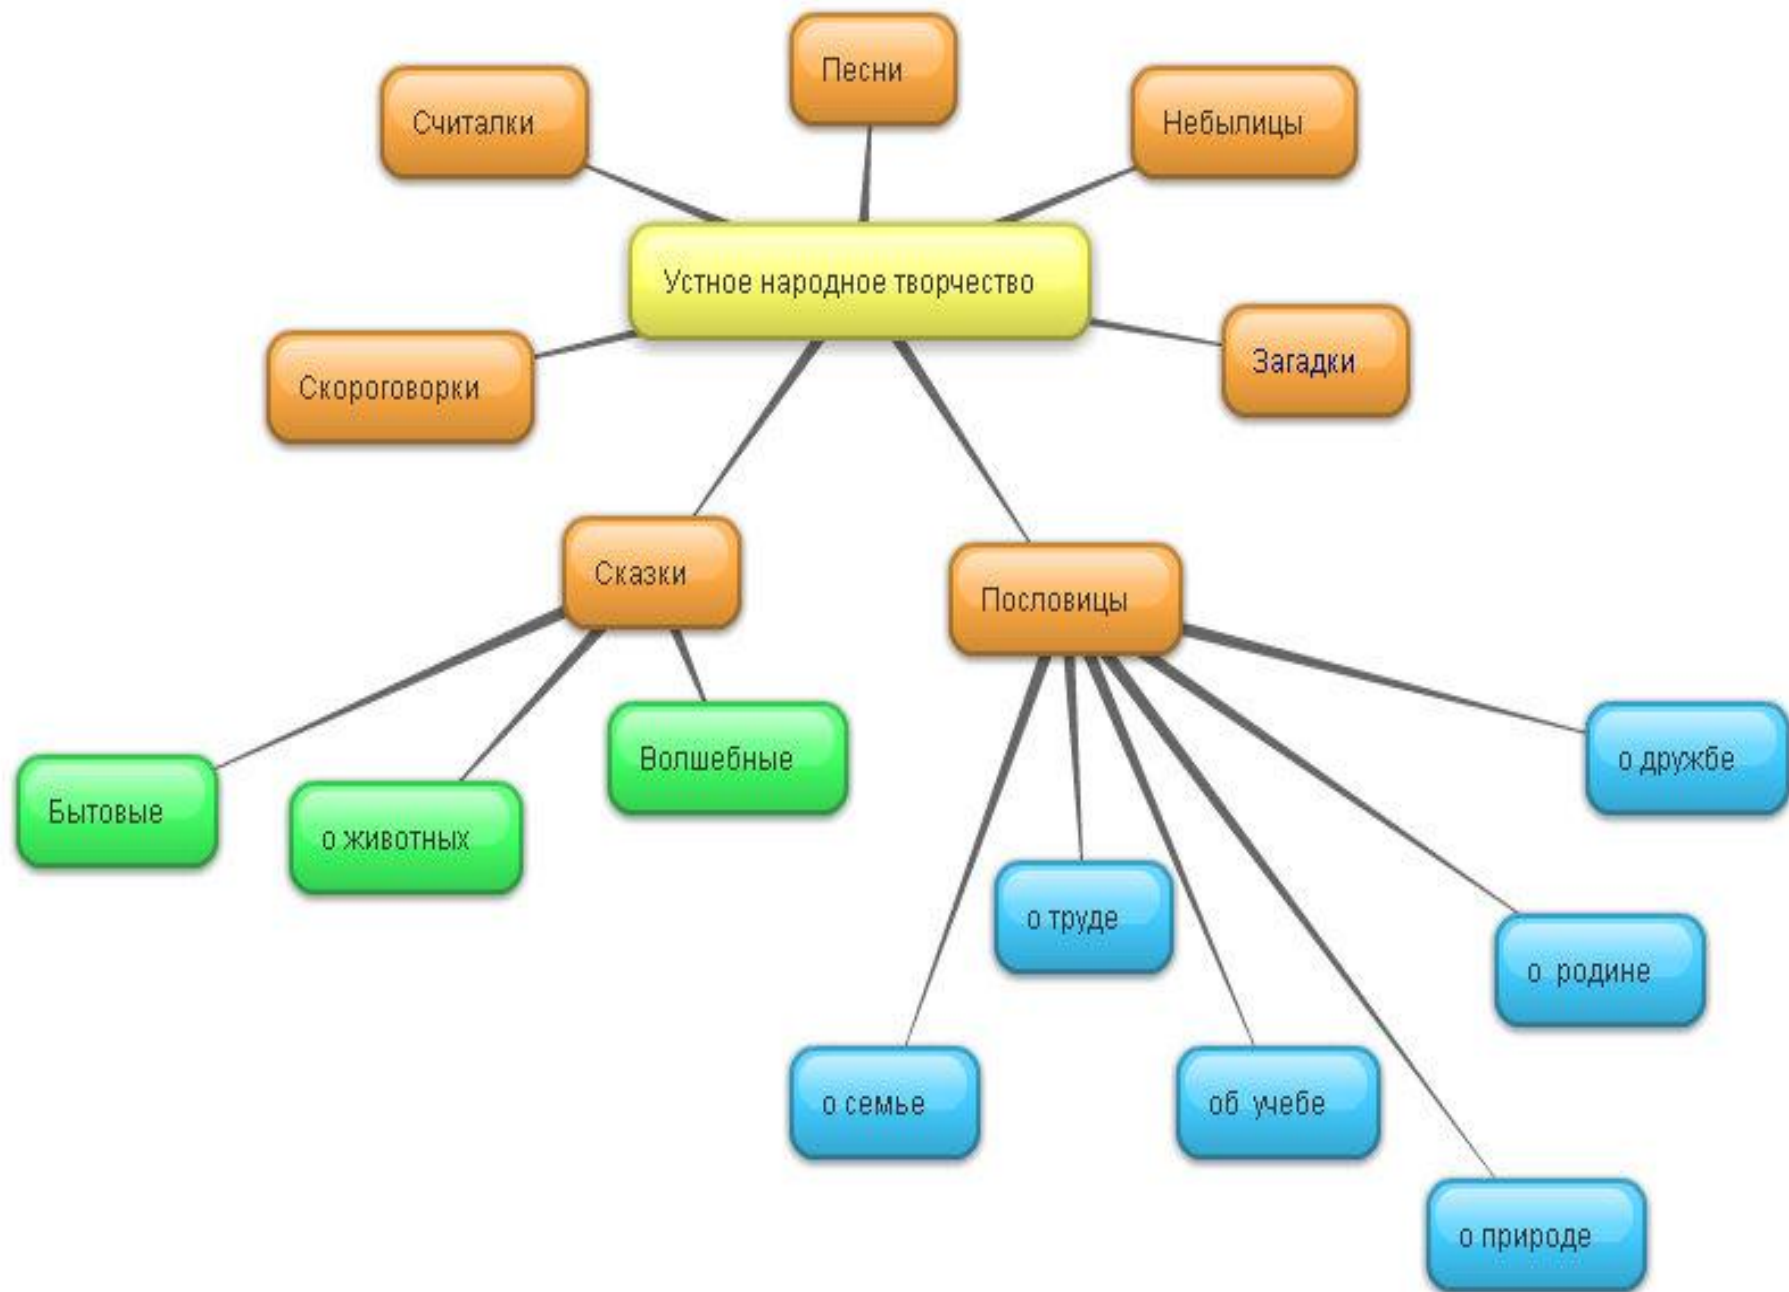 Песни
Считалки
Небылицы
Устное народное творчество
Загадки
Скороговорки
Сказки
Пословицы
Волшебные
о дружбе
Бытовые
о животных
о труде
о родине
о семье
об учебе
о природе